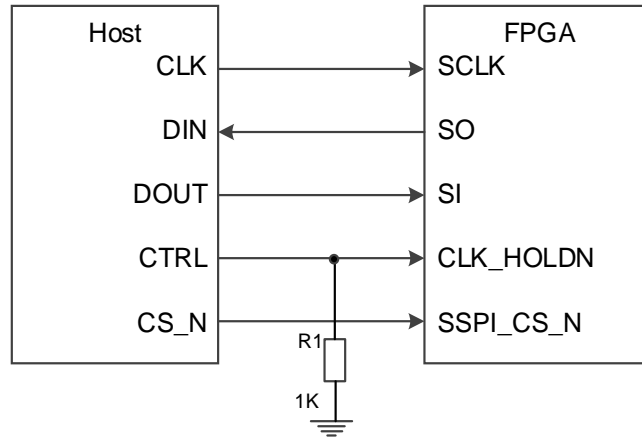 Host
FPGA
CLK
SCLK
DIN
SO
DOUT
SI
CTRL
CLK_HOLDN
CS_N
SSPI_CS_N
R1
1K